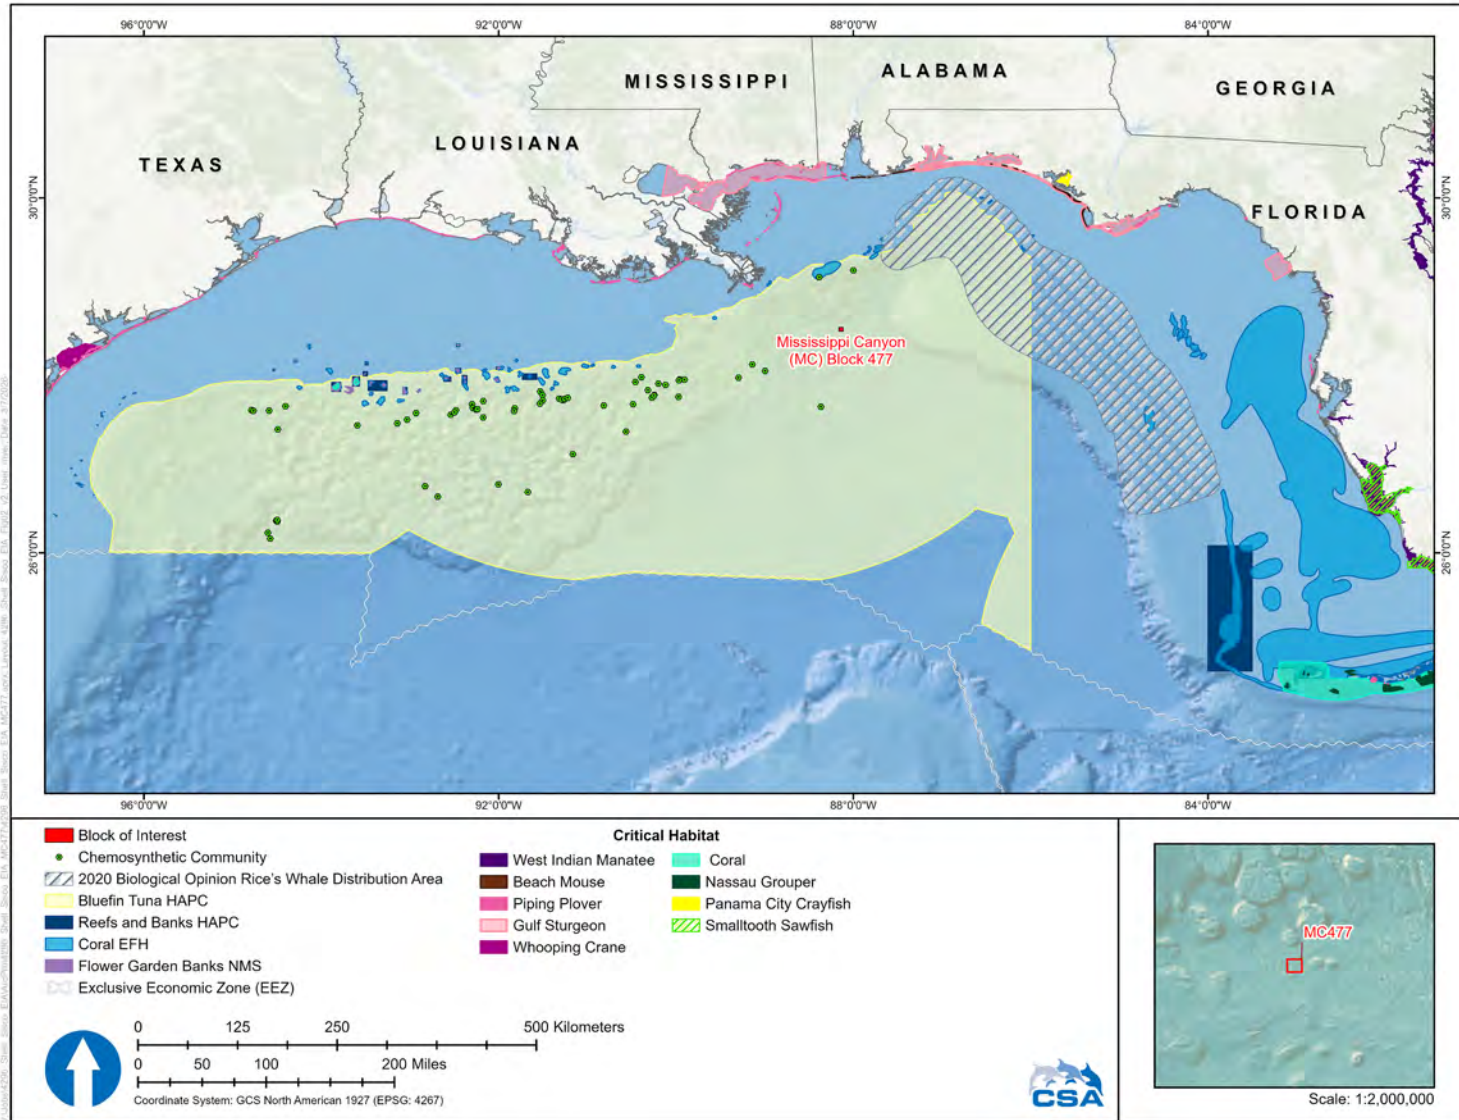 96°0'0"W 92°0'0"W 88°0'0"W 84°0'0"W
MISSISSIPPI
ALABAMA
GEORGIA
LOUISIANA
TEXAS
30°0'0"N
30°0'0"N
FLORIDA
Mississippi Canyon
(MC) Block 477
26°0'0"N
26°0'0"N
96°0'0"W 92°0'0"W 88°0'0"W 84°0'0"W
Block of Interest
Chemosynthetic Community
2020 Biological Opinion Rice's Whale Distribution Area
Bluefin Tuna HAPC
Reefs and Banks HAPC
Coral EFH
Flower Garden Banks NMS
Exclusive Economic Zone (EEZ)
Critical Habitat
West Indian Manatee
Beach Mouse
Piping Plover
Gulf Sturgeon
Whooping Crane
Coral
Nassau Grouper
Panama City Crayfish
Smalltooth Sawfish
0 125 250 500 Kilometers
0 50 100 200 Miles
Coordinate System: GCS North American 1927 (EPSG: 4267)
CSA
MC477
Scale: 1:2,000,000